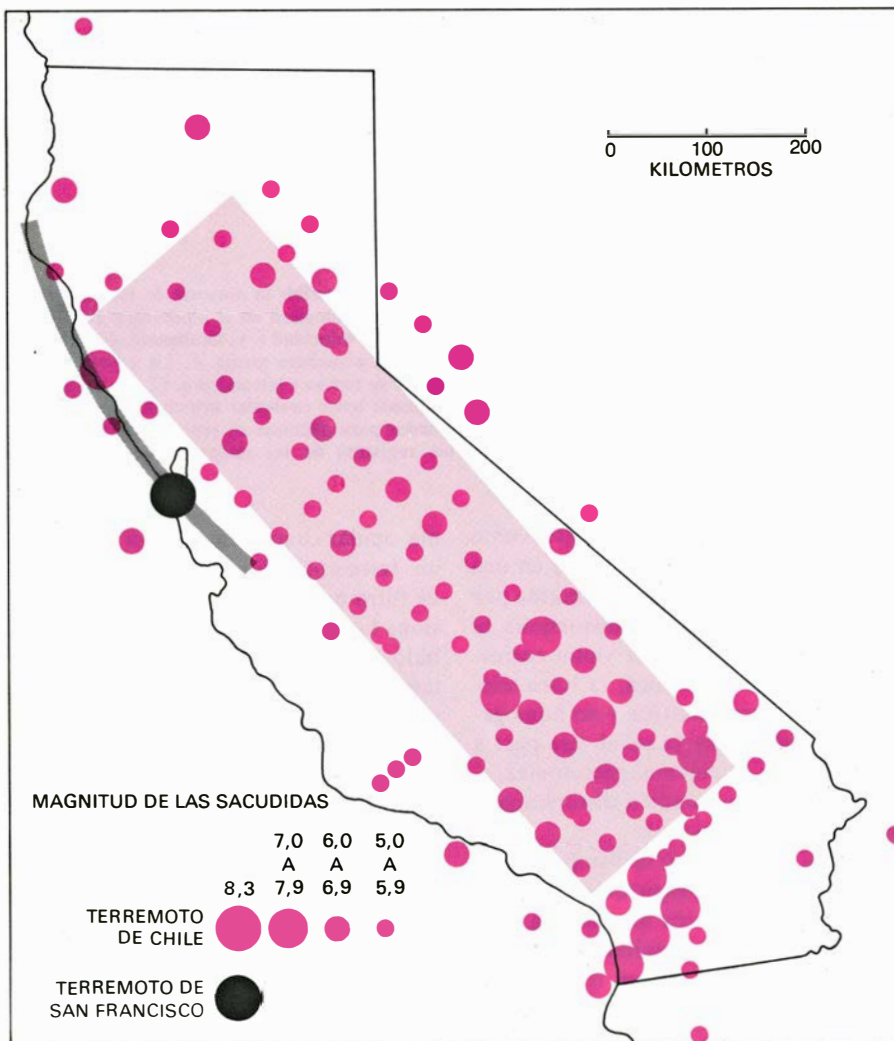 0 100 200
KILOMETROS
MAGNITUD DE LAS SACUDIDAS
7,0 6,0 5,0
A A A
8,3 7,9 6,9 5,9
TERREMOTO
DE CHILE
TERREMOTO DE
SAN FRANCISCO